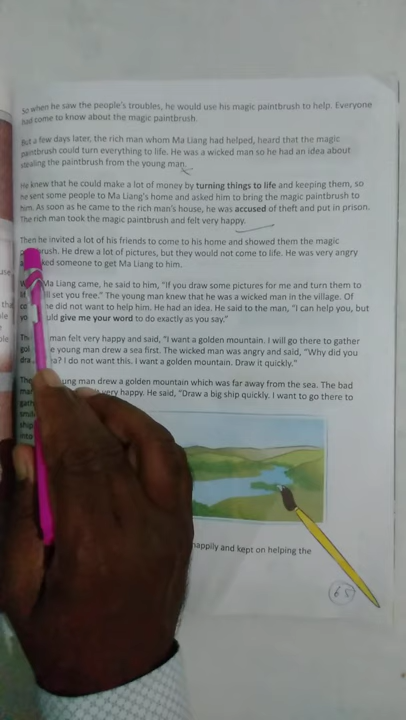 So when he saw the people's troubles, he would use his magic paintbrush to help. Everyone
had come to know about the magic paintbrush.
But a few days later, the rich man whom Ma Liang had helped, heard that the magic
paintbrush could turn everything to life. He was a wicked man so he had an idea about
stealing the paintbrush from the young man.
He knew that he could make a lot of money by turning things to life and keeping them, so
he sent some people to Ma Liang's home and asked him to bring the magic paintbrush to
him. As soon as he came to the rich man's house, he was accused of theft and put in prison.
The rich man took the magic paintbrush and felt very happy.
Then he invited a lot of his friends to come to his home and showed them the magic
He drew a lot of pictures, but they would not come to life. He was very angry
someone to get Ma Liang to him.
Ma Liang came, he said to him, "If you draw some pictures for me and turn them to
set you free." The young man knew that he was a wicked man in the village. Of
he did not want to help him. He had an idea. He said to the man, "I can help you, but
give me your word to do exactly as you say."
man felt very happy and said, "I want a golden mountain. I will go there to gather
young man drew a sea first. The wicked man was angry and said, "Why did you
I do not want this. I want a golden mountain. Draw it quickly."
young man drew a golden mountain which was far away from the sea. The bad
very happy. He said, "Draw a big ship quickly. I want to go there to
happily and kept on helping the
65